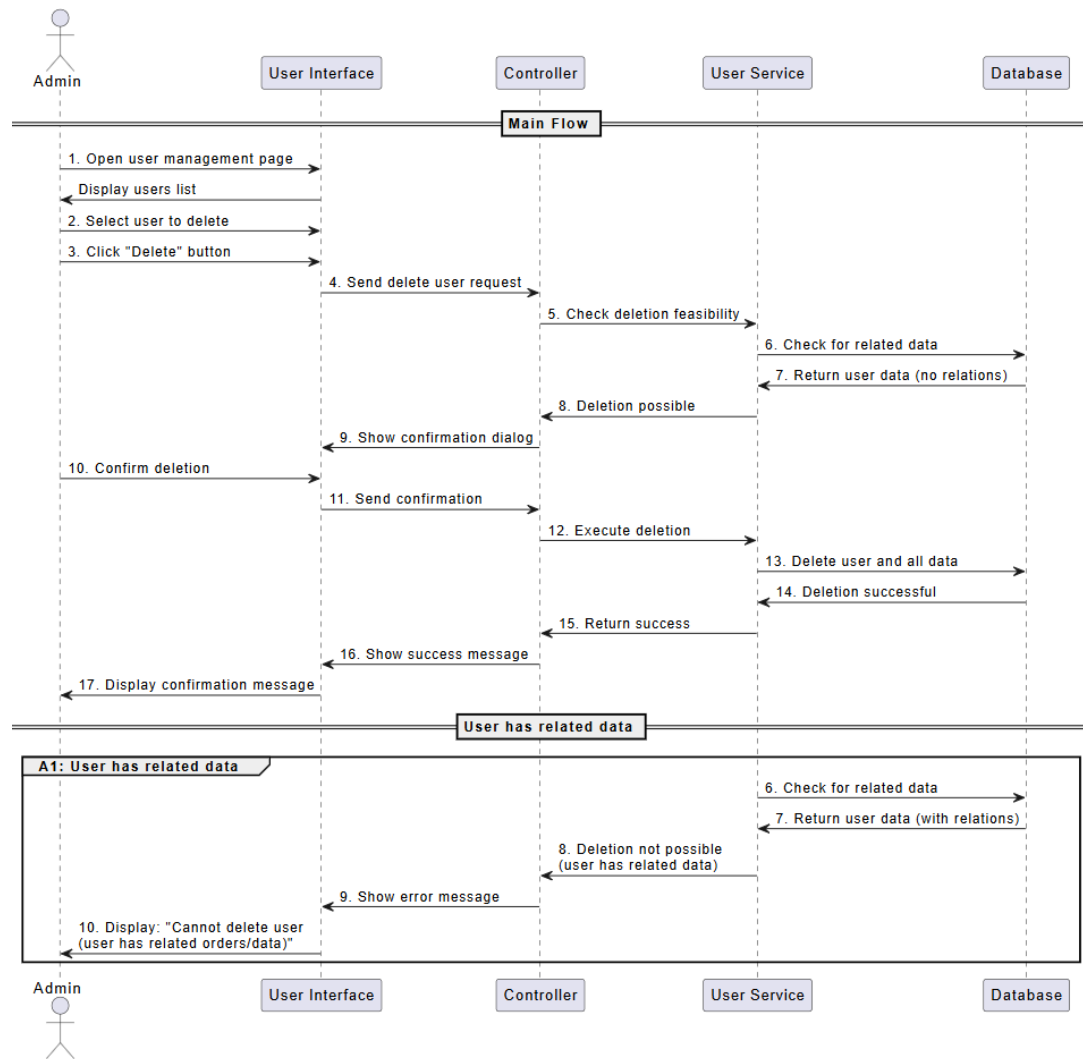 Admin
User Interface
Controller
User Service
Database
Main Flow
1. Open user management page
Display users list
2. Select user to delete
3. Click "Delete" button
4. Send delete user request
5. Check deletion feasibility
6. Check for related data
7. Return user data (no relations)
8. Deletion possible
9. Show confirmation dialog
10. Confirm deletion
11. Send confirmation
12. Execute deletion
13. Delete user and all data
14. Deletion successful
15. Return success
16. Show success message
17. Display confirmation message
User has related data
A1: User has related data
6. Check for related data
7. Return user data (with relations)
8. Deletion not possible
(user has related data)
9. Show error message
10. Display: "Cannot delete user
(user has related orders/data)"
Admin
User Interface
Controller
User Service
Database